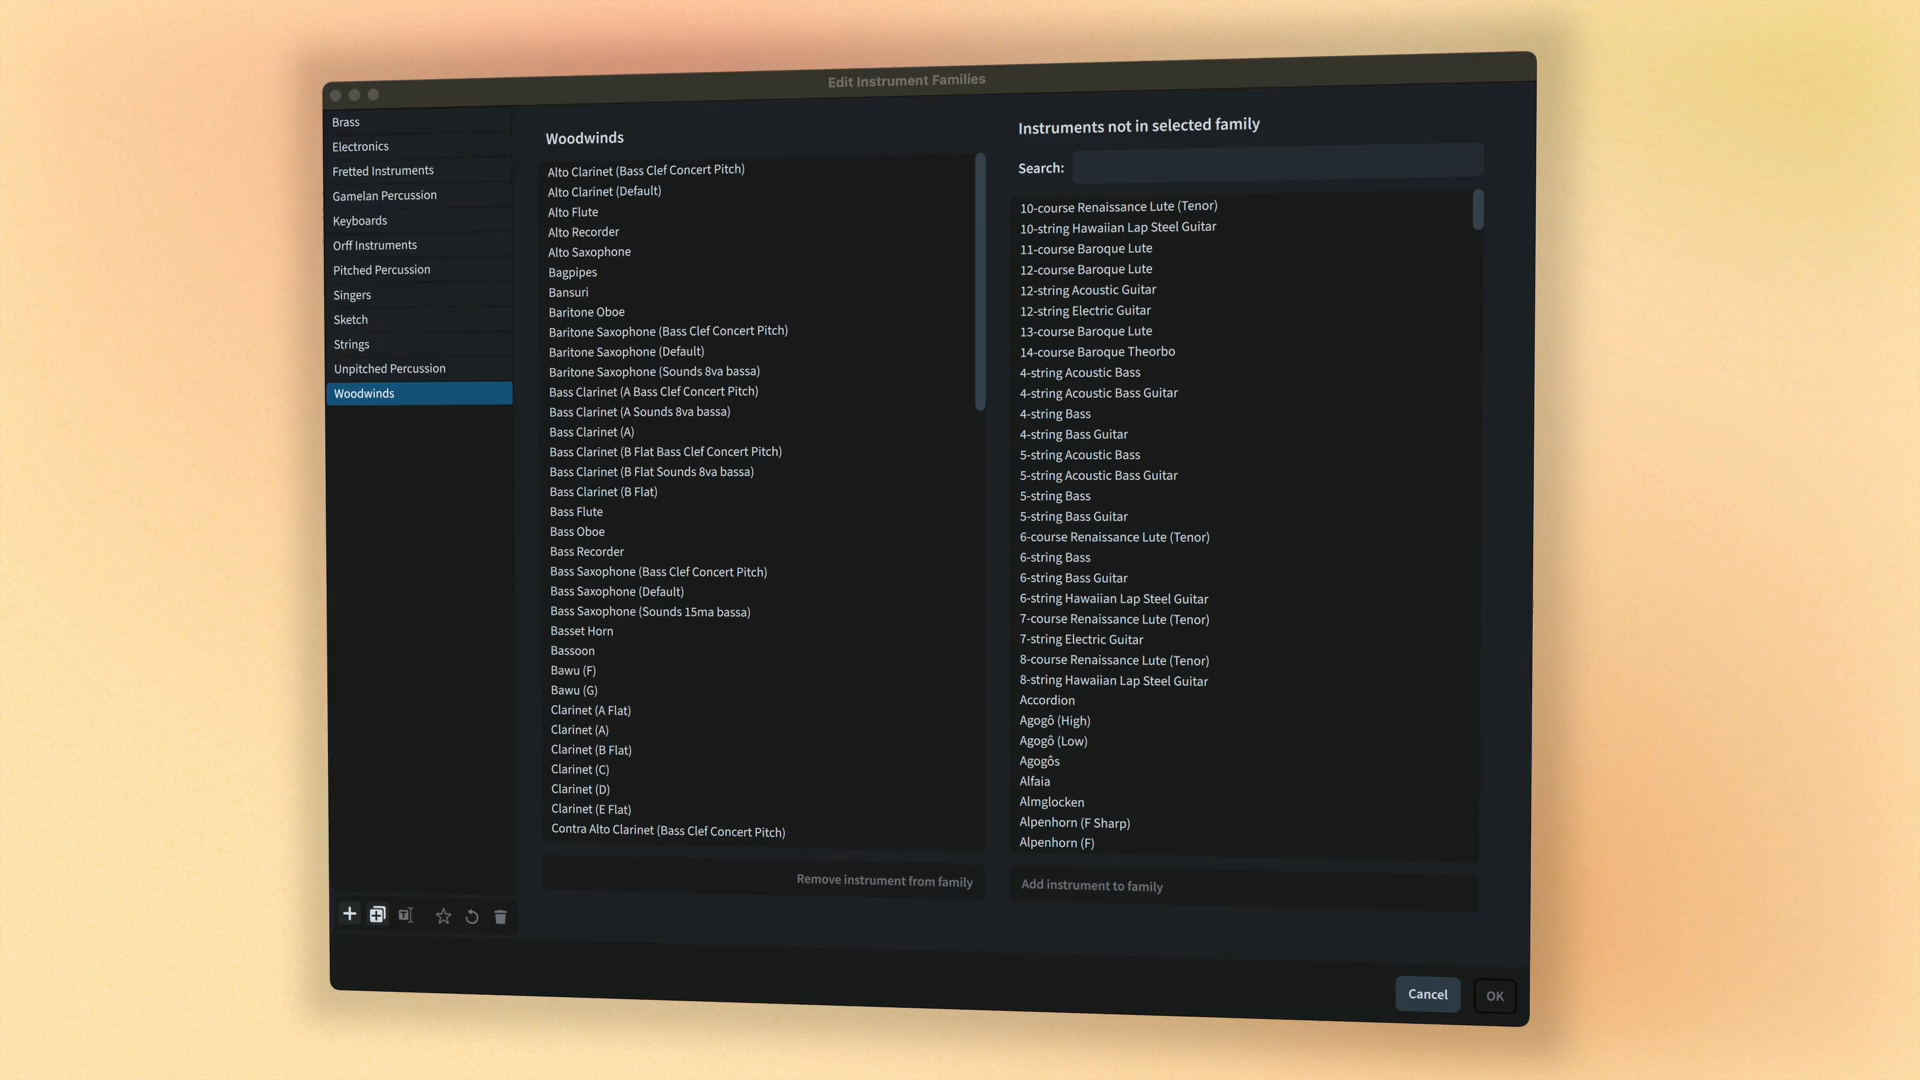 Edit Instrument Families
Brass
Electronics
Fretted Instruments
Gamelan Percussion
Keyboards
Orff Instruments
Pitched Percussion
Singers
Sketch
Strings
Unpitched Percussion
Woodwinds
Woodwinds
Alto Clarinet (Bass Clef Concert Pitch)
Alto Clarinet (Default)
Alto Flute
Alto Recorder
Alto Saxophone
Bagpipes
Bansuri
Baritone Oboe
Baritone Saxophone (Bass Clef Concert Pitch)
Baritone Saxophone (Default)
Baritone Saxophone (Sounds 8va bassa)
Bass Clarinet (A Bass Clef Concert Pitch)
Bass Clarinet (A Sounds 8va bassa)
Bass Clarinet (A)
Bass Clarinet (B Flat Bass Clef Concert Pitch)
Bass Clarinet (B Flat Sounds 8va bassa)
Bass Clarinet (B Flat)
Bass Flute
Bass Oboe
Bass Recorder
Bass Saxophone (Bass Clef Concert Pitch)
Bass Saxophone (Default)
Bass Saxophone (Sounds 15ma bassa)
Basset Horn
Bassoon
Bawu (F)
Bawu (G)
Clarinet (A Flat)
Clarinet (A)
Clarinet (B Flat)
Clarinet (C)
Clarinet (D)
Clarinet (E Flat)
Contra Alto Clarinet (Bass Clef Concert Pitch)
Remove instrument from family
Instruments not in selected family
Search:
10-course Renaissance Lute (Tenor)
10-string Hawaiian Lap Steel Guitar
11-course Baroque Lute
12-course Baroque Lute
12-string Acoustic Guitar
12-string Electric Guitar
13-course Baroque Lute
14-course Baroque Theorbo
4-string Acoustic Bass
4-string Acoustic Bass Guitar
4-string Bass
4-string Bass Guitar
5-string Acoustic Bass
5-string Acoustic Bass Guitar
5-string Bass
5-string Bass Guitar
6-course Renaissance Lute (Tenor)
6-string Bass
6-string Bass Guitar
6-string Hawaiian Lap Steel Guitar
7-course Renaissance Lute (Tenor)
7-string Electric Guitar
8-course Renaissance Lute (Tenor)
8-string Hawaiian Lap Steel Guitar
Accordion
Agogô (High)
Agogô (Low)
Agogôs
Alfaia
Almglocken
Alpenhorn (F Sharp)
Alpenhorn (F)
Add instrument to family
Cancel
OK